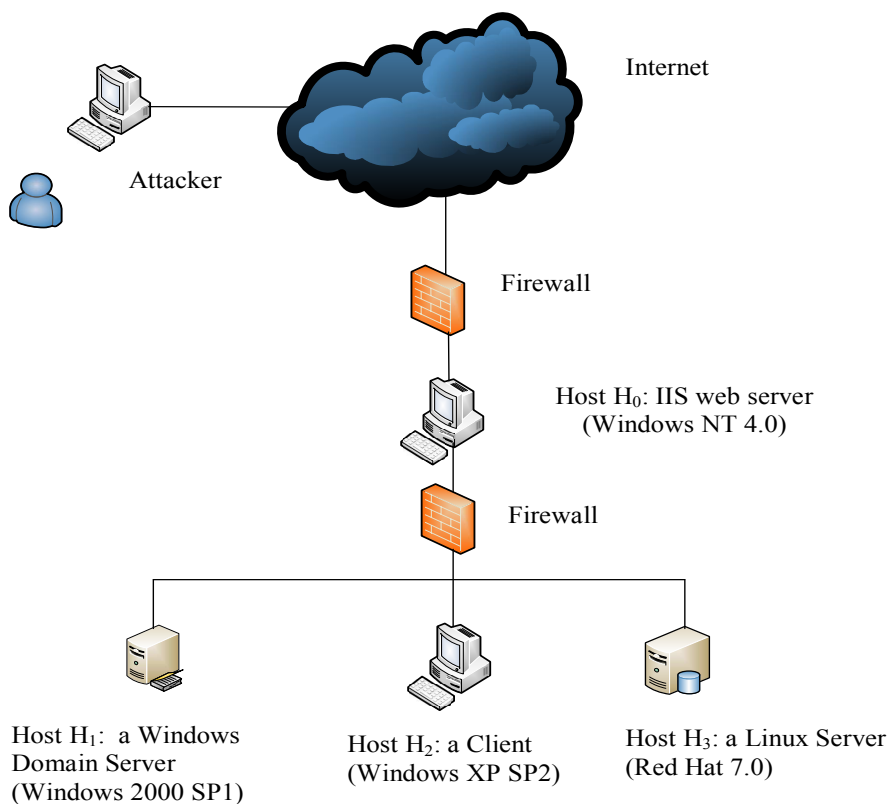 Internet
Attacker
Firewall
Host H₀: IIS web server
(Windows NT 4.0)
Firewall
Host H₁: a Windows
Domain Server
(Windows 2000 SP1)
Host H₂: a Client
(Windows XP SP2)
Host H₃: a Linux Server
(Red Hat 7.0)